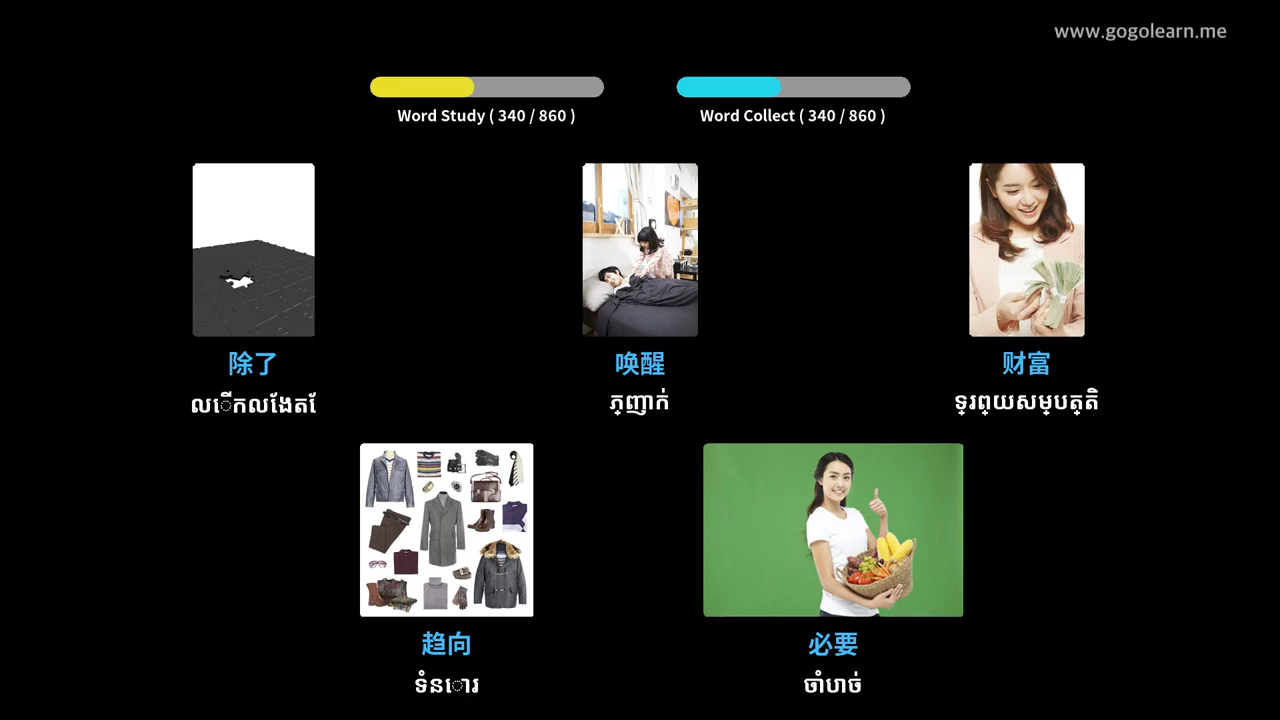 www.gogolearn.me
Word Study ( 340 / 860 )
Word Collect ( 340 / 860 )
除了
唤醒
财富
លើកលែងតែ
ភ្ញាក់
ទ្រព្យសម្បត្តិ
趋向
必要
ទំនោរ
ចាំបាច់